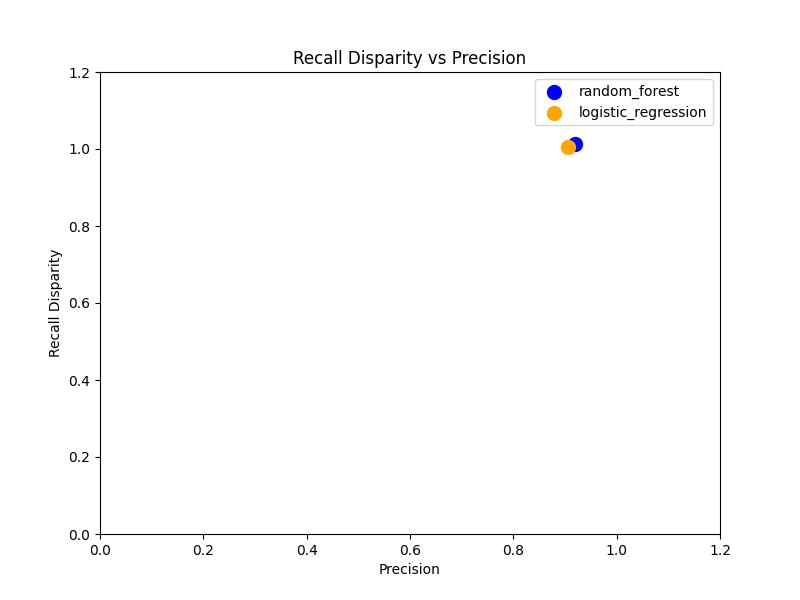 Recall Disparity vs Precision
random_forest
logistic_regression
Recall Disparity
1.2
1.0
0.8
0.6
0.4
0.2
0.0
0.0 0.2 0.4 0.6 0.8 1.0 1.2
Precision